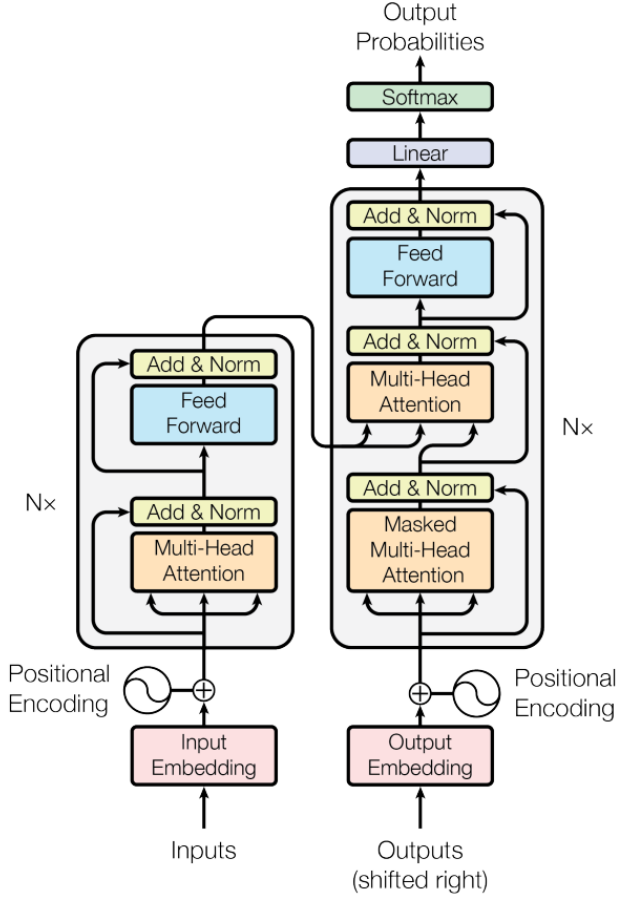 Output
Probabilities
Softmax
Linear
Add & Norm
Feed
Forward
Add & Norm
Multi-Head
Attention
Add & Norm
Masked
Multi-Head
Attention
N×
Add & Norm
Feed
Forward
Add & Norm
Multi-Head
Attention
N×
Positional
Encoding
Positional
Encoding
Input
Embedding
Output
Embedding
Inputs
Outputs
(shifted right)